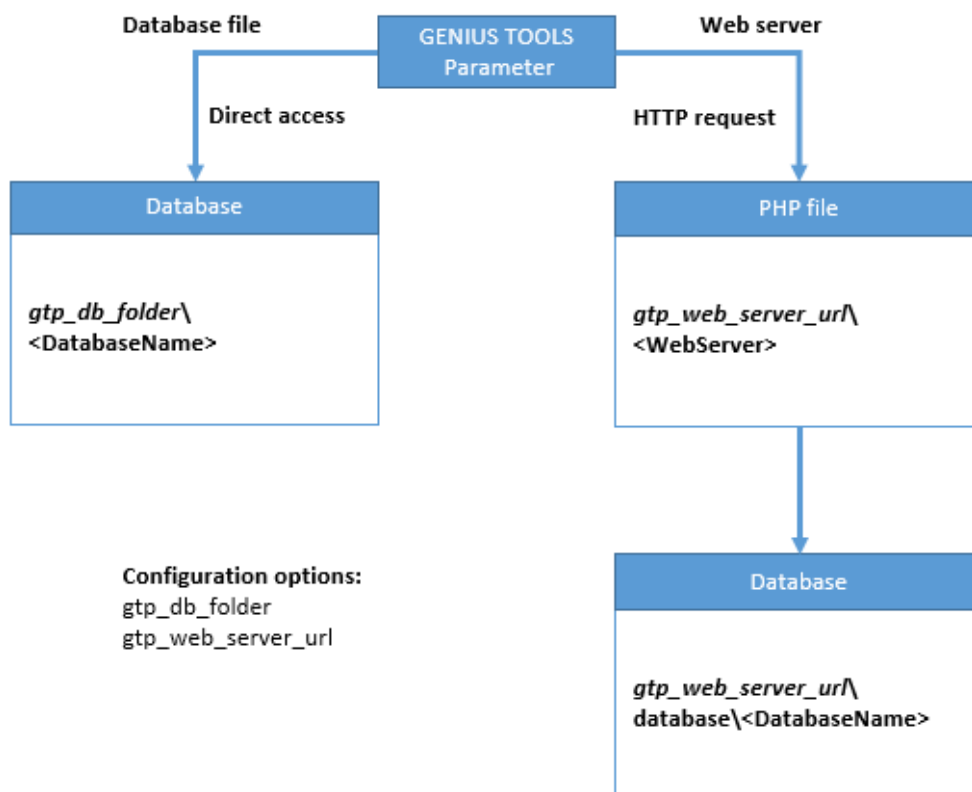 Database file
GENIUS TOOLS
Parameter
Web server
Direct access
HTTP request
Database
gtp_db_folder\
<DatabaseName>
PHP file
gtp_web_server_url\
<WebServer>
Configuration options:
gtp_db_folder
gtp_web_server_url
Database
gtp_web_server_url\
database\<DatabaseName>